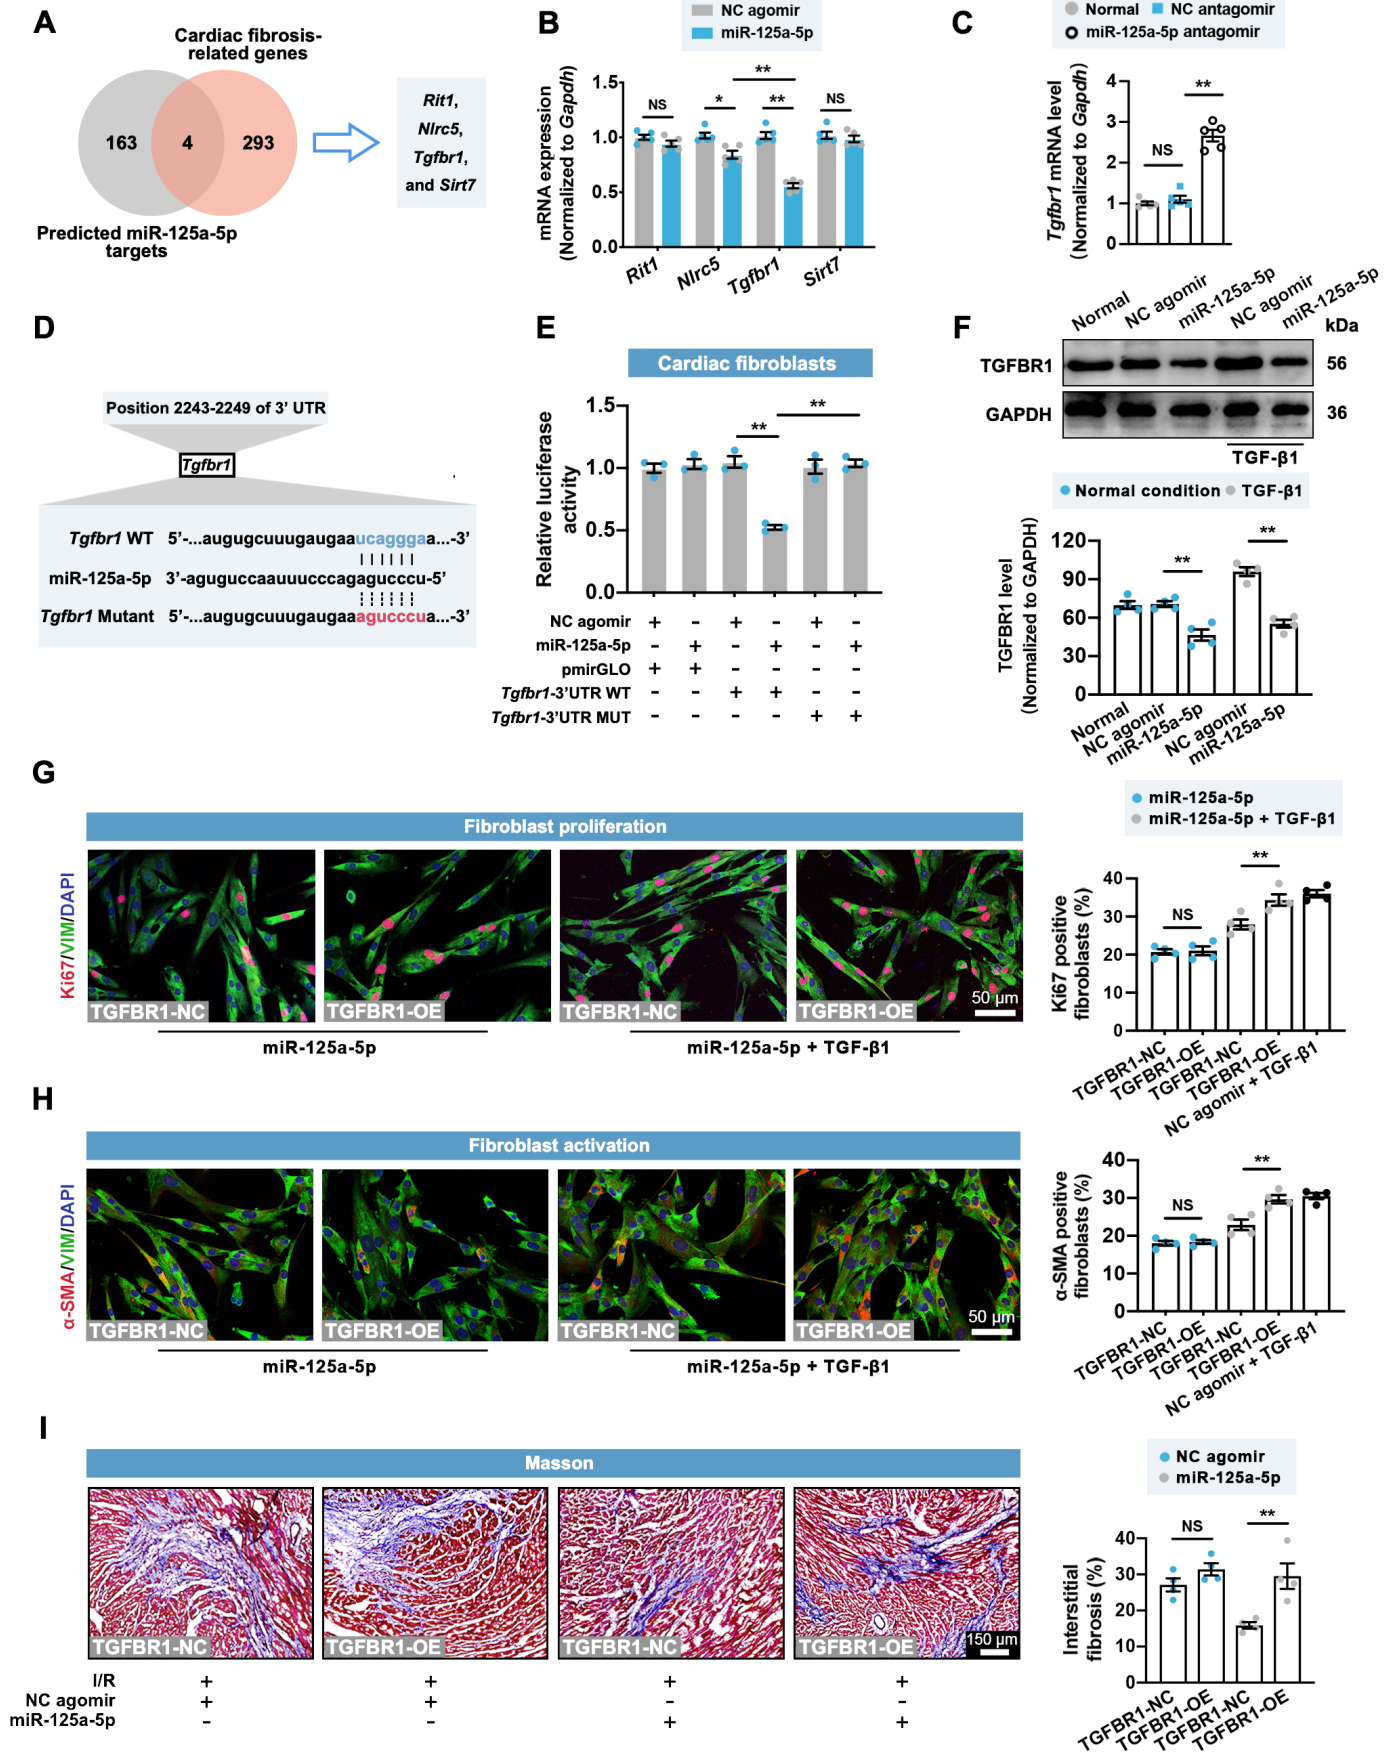 A
Cardiac fibrosis-
related genes
163
4
293
Predicted miR-125a-5p
targets
Rit1,
Nlrc5,
Tgfbr1,
and Sirt7
B
NC agomir
miR-125a-5p
mRNA expression
(Normalized to Gapdh)
1.5
1.0
0.5
0.0
NS
*
**
**
NS
Rit1
Nlrc5
Tgfbr1
Sirt7
C
Normal
NC antagomir
miR-125a-5p antagomir
Tgfbr1 mRNA level
(Normalized to Gapdh)
4
3
2
1
0
NS
**
D
Position 2243-2249 of 3' UTR
Tgfbr1
Tgfbr1 WT 5'-...augugcuuugaugaaucagggaa...-3'
miR-125a-5p 3'-aguguccaauuucccagagucccu-5'
Tgfbr1 Mutant 5'-...augugcuuugaugaaagucccua...-3'
E
Cardiac fibroblasts
Relative luciferase
activity
1.5
1.0
0.5
0.0
**
**
NC agomir + - + - + -
miR-125a-5p - + - + - +
pmirGLO + + - - - -
Tgfbr1-3'UTR WT - - + + - -
Tgfbr1-3'UTR MUT - - - - + +
F
Normal
NC agomir
miR-125a-5p
NC agomir
miR-125a-5p
kDa
TGFBR1
56
GAPDH
36
TGF-β1
Normal condition
TGF-β1
TGFBR1 level
(Normalized to GAPDH)
120
90
60
30
0
**
**
Normal
NC agomir
miR-125a-5p
NC agomir
miR-125a-5p
G
Fibroblast proliferation
Ki67/VIM/DAPI
TGFBR1-NC
TGFBR1-OE
TGFBR1-NC
TGFBR1-OE
50 μm
miR-125a-5p
miR-125a-5p + TGF-β1
miR-125a-5p
miR-125a-5p + TGF-β1
Ki67 positive
fibroblasts (%)
40
30
20
10
0
NS
**
TGFBR1-NC
TGFBR1-OE
TGFBR1-NC
TGFBR1-OE
NC agomir + TGF-β1
H
Fibroblast activation
α-SMA/VIM/DAPI
TGFBR1-NC
TGFBR1-OE
TGFBR1-NC
TGFBR1-OE
50 μm
miR-125a-5p
miR-125a-5p + TGF-β1
α-SMA positive
fibroblasts (%)
40
30
20
10
0
NS
**
TGFBR1-NC
TGFBR1-OE
TGFBR1-NC
TGFBR1-OE
NC agomir + TGF-β1
I
Masson
TGFBR1-NC
TGFBR1-OE
TGFBR1-NC
TGFBR1-OE
150 μm
I/R + + + +
NC agomir + + - -
miR-125a-5p - - + +
NC agomir
miR-125a-5p
Interstitial
fibrosis (%)
40
30
20
10
0
NS
**
TGFBR1-NC
TGFBR1-OE
TGFBR1-NC
TGFBR1-OE